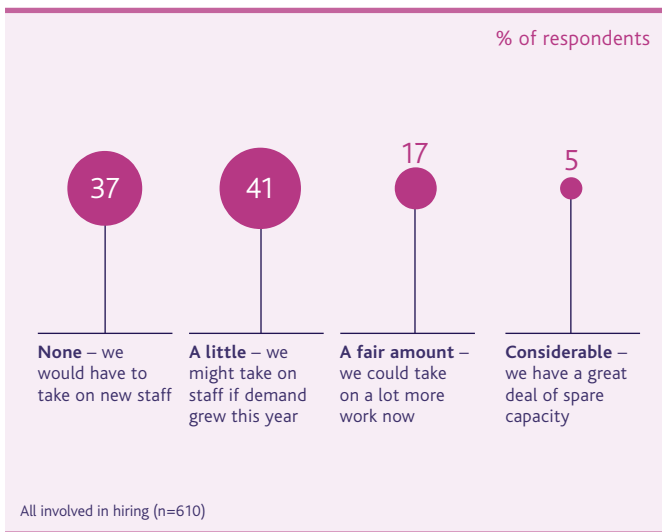 % of respondents
37
41
17
5
None – we
would have to
take on new staff
A little – we
might take on
staff if demand
grew this year
A fair amount –
we could take
on a lot more
work now
Considerable –
we have a great
deal of spare
capacity
All involved in hiring (n=610)